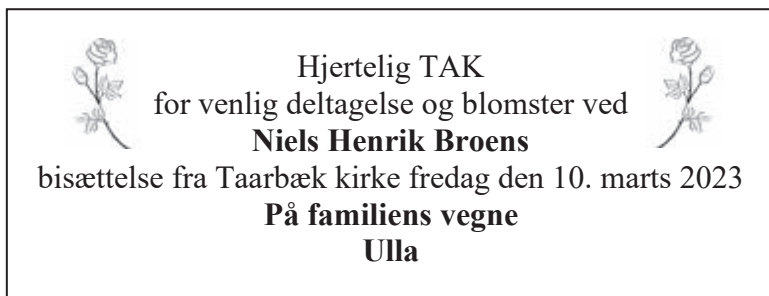 Hjertelig TAK
for venlig deltagelse og blomster ved
Niels Henrik Broens
bisættelse fra Taarbæk kirke fredag den 10. marts 2023
På familiens vegne
Ulla